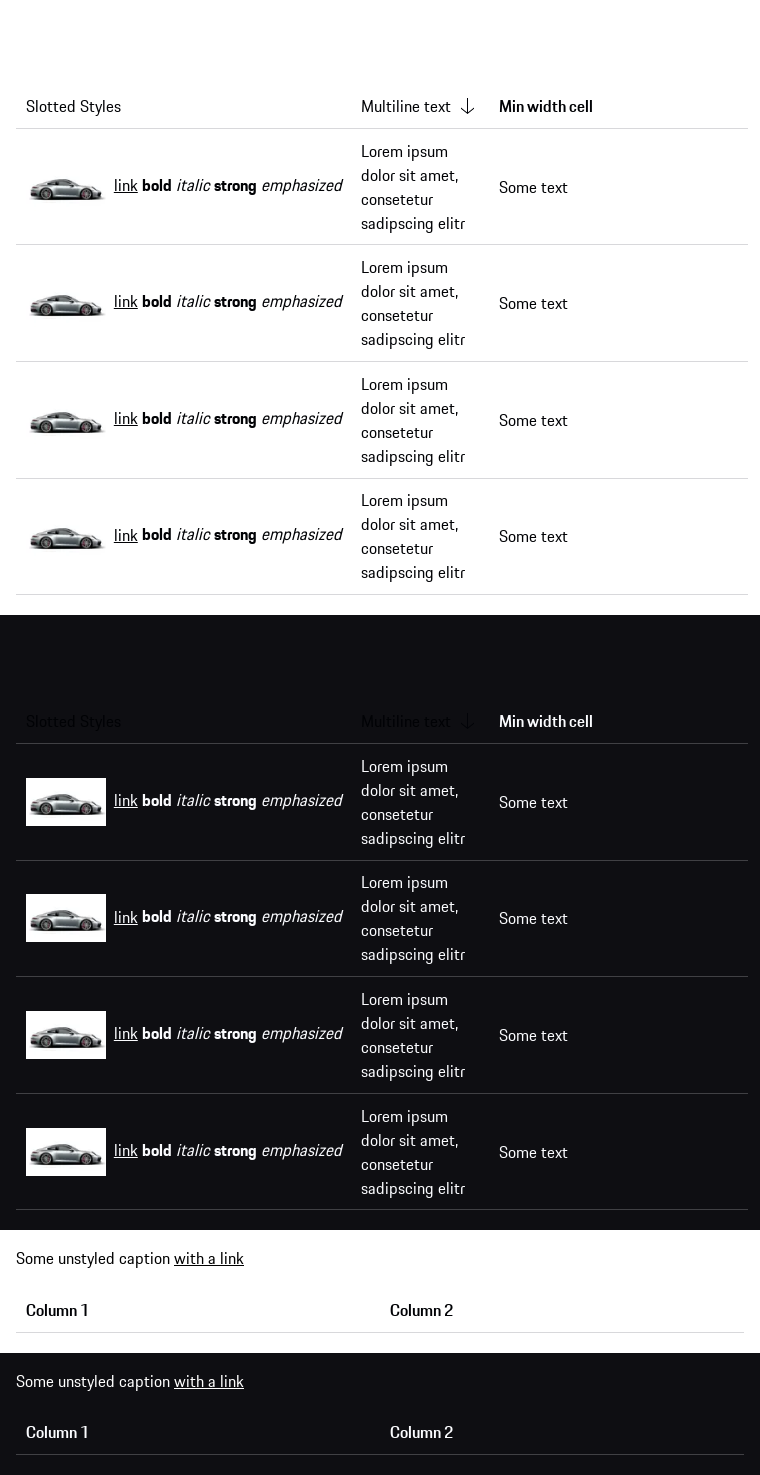 Slotted Styles Multiline text Min width cell
link bold italic strong emphasized
Lorem ipsum
dolor sit amet,
consetetur
sadipscing elitr
Some text
link bold italic strong emphasized
Lorem ipsum
dolor sit amet,
consetetur
sadipscing elitr
Some text
link bold italic strong emphasized
Lorem ipsum
dolor sit amet,
consetetur
sadipscing elitr
Some text
link bold italic strong emphasized
Lorem ipsum
dolor sit amet,
consetetur
sadipscing elitr
Some text
Slotted Styles Multiline text Min width cell
link bold italic strong emphasized
Lorem ipsum
dolor sit amet,
consetetur
sadipscing elitr
Some text
link bold italic strong emphasized
Lorem ipsum
dolor sit amet,
consetetur
sadipscing elitr
Some text
link bold italic strong emphasized
Lorem ipsum
dolor sit amet,
consetetur
sadipscing elitr
Some text
link bold italic strong emphasized
Lorem ipsum
dolor sit amet,
consetetur
sadipscing elitr
Some text
Some unstyled caption with a link
Column 1 Column 2
Some unstyled caption with a link
Column 1 Column 2